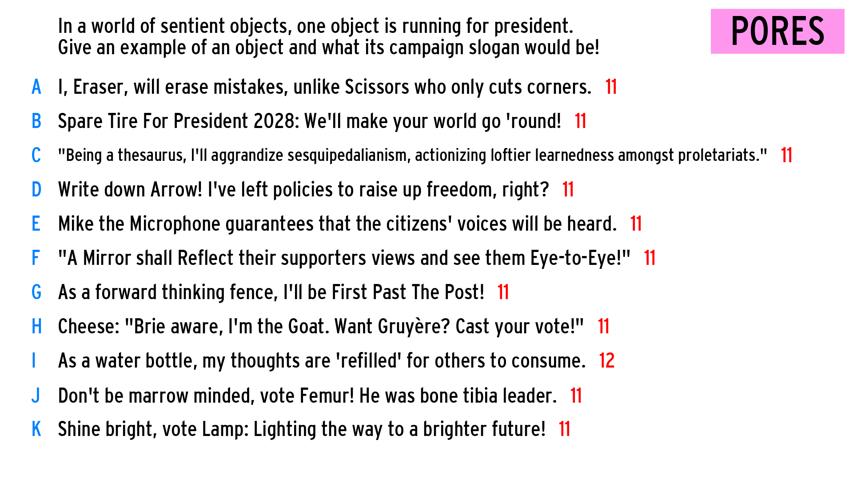 In a world of sentient objects, one object is running for president.
Give an example of an object and what its campaign slogan would be!
PORES
A I, Eraser, will erase mistakes, unlike Scissors who only cuts corners. 11
B Spare Tire For President 2028: We'll make your world go 'round! 11
C "Being a thesaurus, I'll aggrandize sesquipedalianism, actionizing loftier learnedness amongst proletariats." 11
D Write down Arrow! I've left policies to raise up freedom, right? 11
E Mike the Microphone guarantees that the citizens' voices will be heard. 11
F "A Mirror shall Reflect their supporters views and see them Eye-to-Eye!" 11
G As a forward thinking fence, I'll be First Past The Post! 11
H Cheese: "Brie aware, I'm the Goat. Want Gruyère? Cast your vote!" 11
I As a water bottle, my thoughts are 'refilled' for others to consume. 12
J Don't be marrow minded, vote Femur! He was bone tibia leader. 11
K Shine bright, vote Lamp: Lighting the way to a brighter future! 11